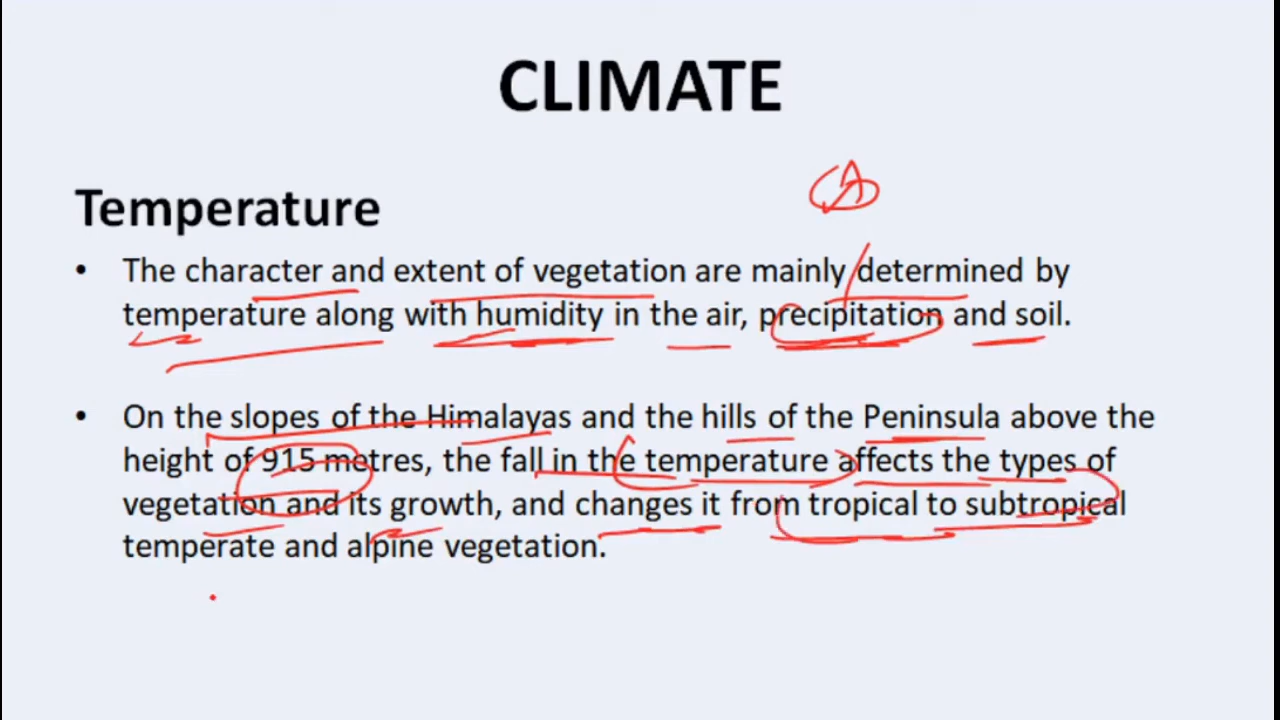 CLIMATE
Temperature
• The character and extent of vegetation are mainly determined by
temperature along with humidity in the air, precipitation and soil.
• On the slopes of the Himalayas and the hills of the Peninsula above the
height of 915 metres, the fall in the temperature affects the types of
vegetation and its growth, and changes it from tropical to subtropical
temperate and alpine vegetation.